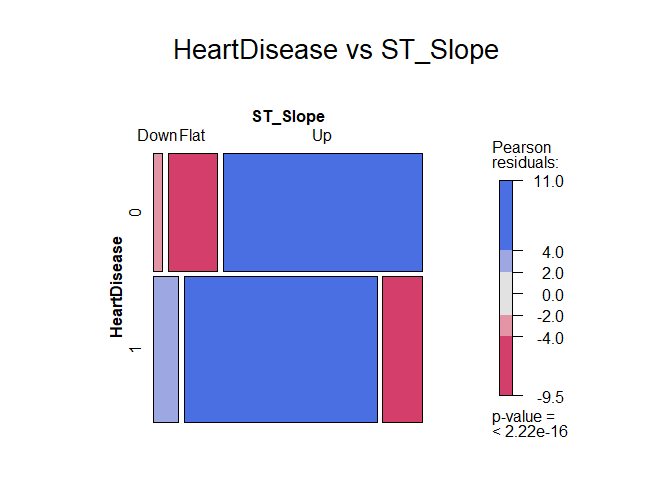 HeartDisease vs ST_Slope
ST_Slope
Down Flat Up
HeartDisease
0
1
Pearson
residuals:
11.0
4.0
2.0
0.0
-2.0
-4.0
-9.5
p-value =
< 2.22e-16